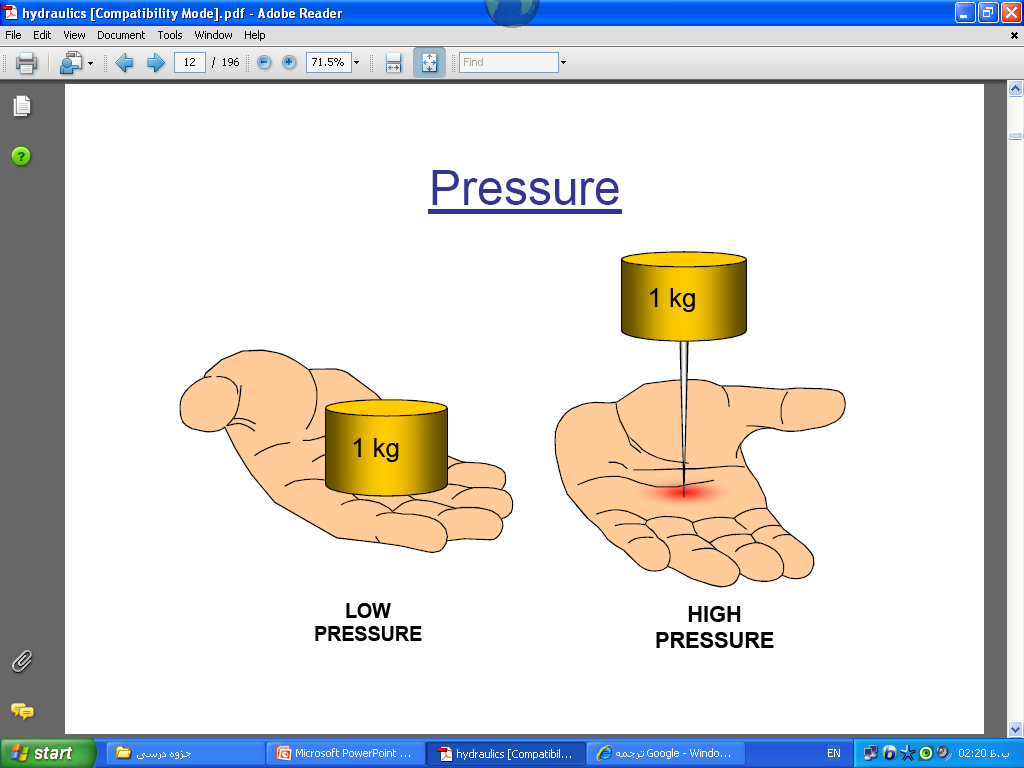 hydraulics [Compatibility Mode].pdf - Adobe Reader
File Edit View Document Tools Window Help
12 / 196 71.5% Find
Pressure
1 kg
1 kg
LOW
PRESSURE
HIGH
PRESSURE
start جزوه درسی Microsoft PowerPoint ... hydraulics [Compatibil... ترجمه Google - Windo... EN 02:20 ب.ظ